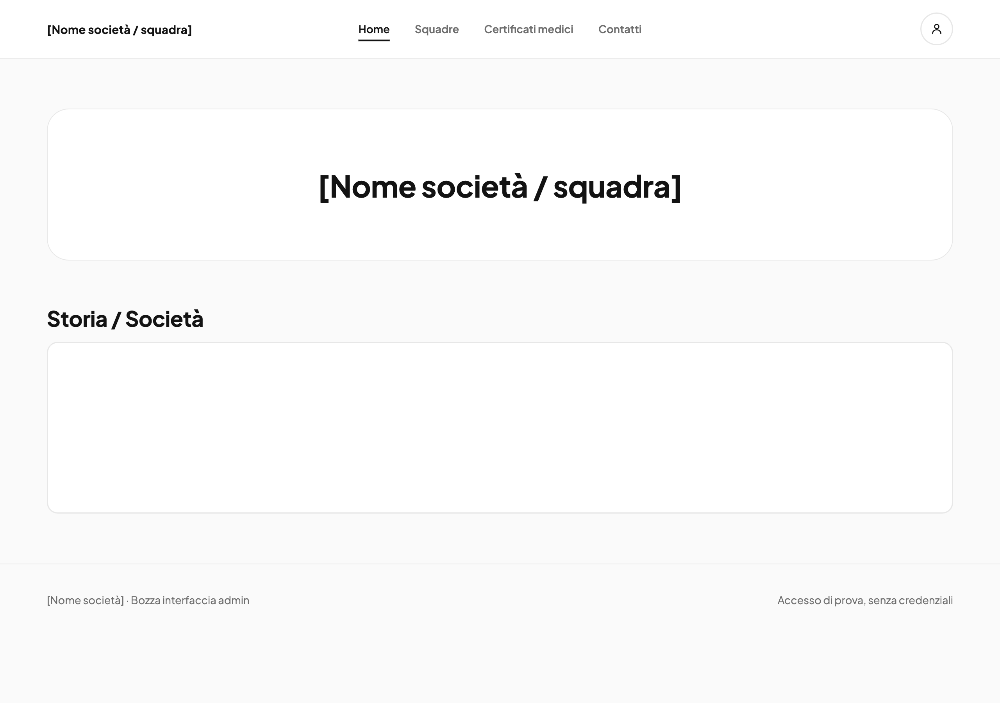 [Nome società / squadra]
Home
Squadre
Certificati medici
Contatti
[Nome società / squadra]
Storia / Società
[Nome società] · Bozza interfaccia admin
Accesso di prova, senza credenziali